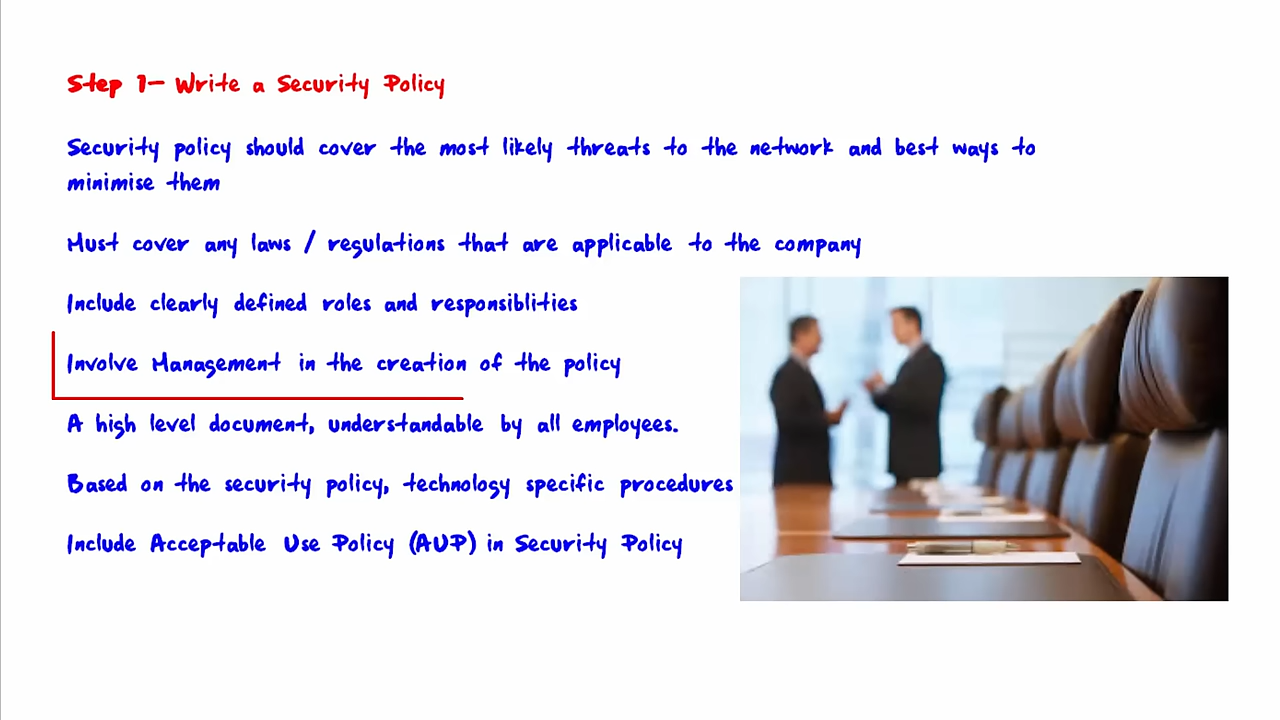 Step 1- Write a Security Policy
Security policy should cover the most likely threats to the network and best ways to
minimise them
Must cover any laws / regulations that are applicable to the company
Include clearly defined roles and responsiblities
Involve Management in the creation of the policy
A high level document, understandable by all employees.
Based on the security policy, technology specific procedures
Include Acceptable Use Policy (AUP) in Security Policy